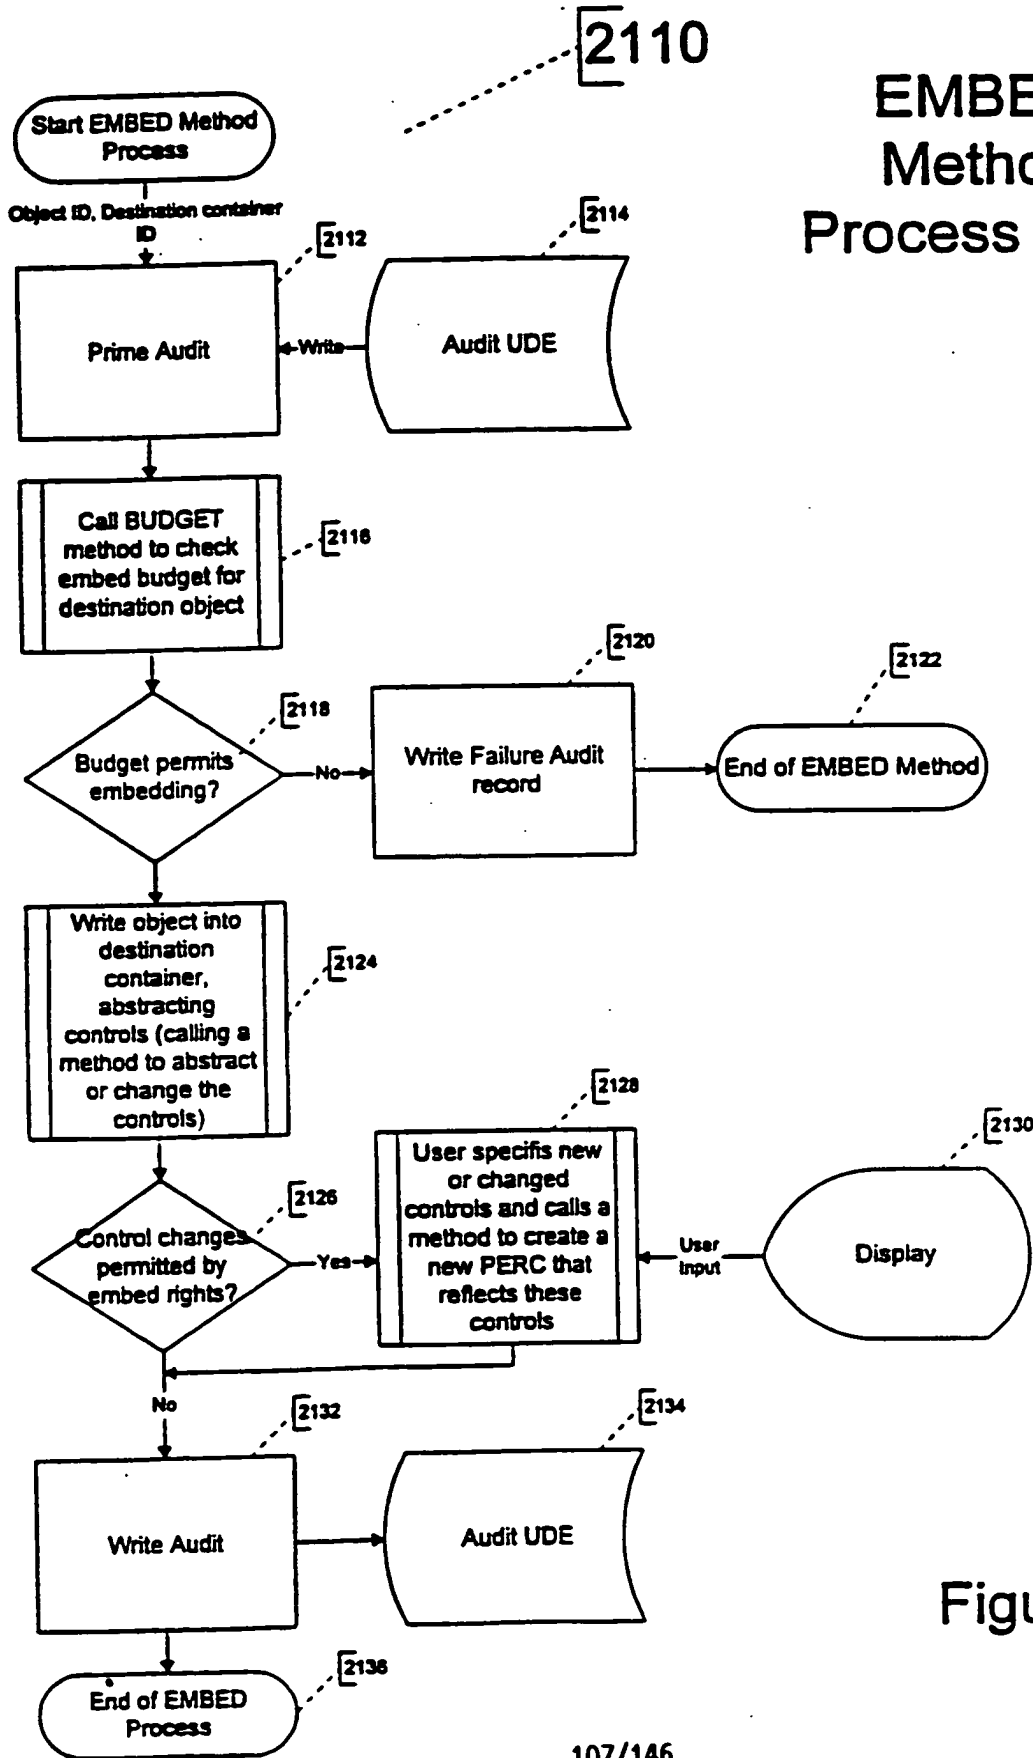 2110
EMBE
Metho
Process
Start EMBED Method
Process
Object ID, Destination container
ID
2112
2114
Prime Audit
Write
Audit UDE
Call BUDGET
method to check
embed budget for
destination object
2116
2118
Budget permits
embedding?
No
2120
Write Failure Audit
record
2122
End of EMBED Method
Write object into
destination
container,
abstracting
controls (calling a
method to abstract
or change the
controls)
2124
2126
Control changes
permitted by
embed rights?
Yes
2128
User specifis new
or changed
controls and calls a
method to create a
new PERC that
reflects these
controls
User
Input
2130
Display
No
2132
Write Audit
2134
Audit UDE
Figu
2136
End of EMBED
Process
107/146